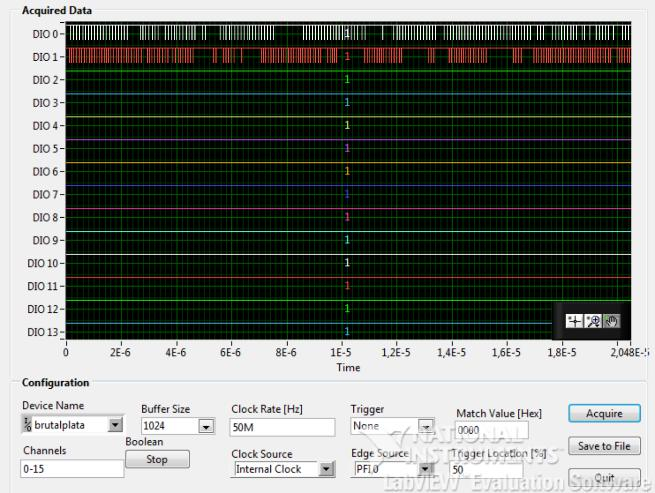 Acquired Data
DIO 0
1
DIO 1
1
DIO 2
1
DIO 3
1
DIO 4
1
DIO 5
1
DIO 6
1
DIO 7
1
DIO 8
1
DIO 9
1
DIO 10
1
DIO 11
1
DIO 12
1
DIO 13
1
0 2E-6 4E-6 6E-6 8E-6 1E-5 1,2E-5 1,4E-5 1,6E-5 1,8E-5 2,048E-5
Time
Configuration
Device Name Buffer Size Clock Rate [Hz] Trigger Match Value [Hex] Acquire
brutalplata 1024 50M None 0000
Channels Boolean Clock Source Edge Source Trigger Location [%] Save to File
0-15 Stop Internal Clock PFI 0 50 Quit
NATIONAL
INSTRUMENTS
LabVIEW Evaluation Software